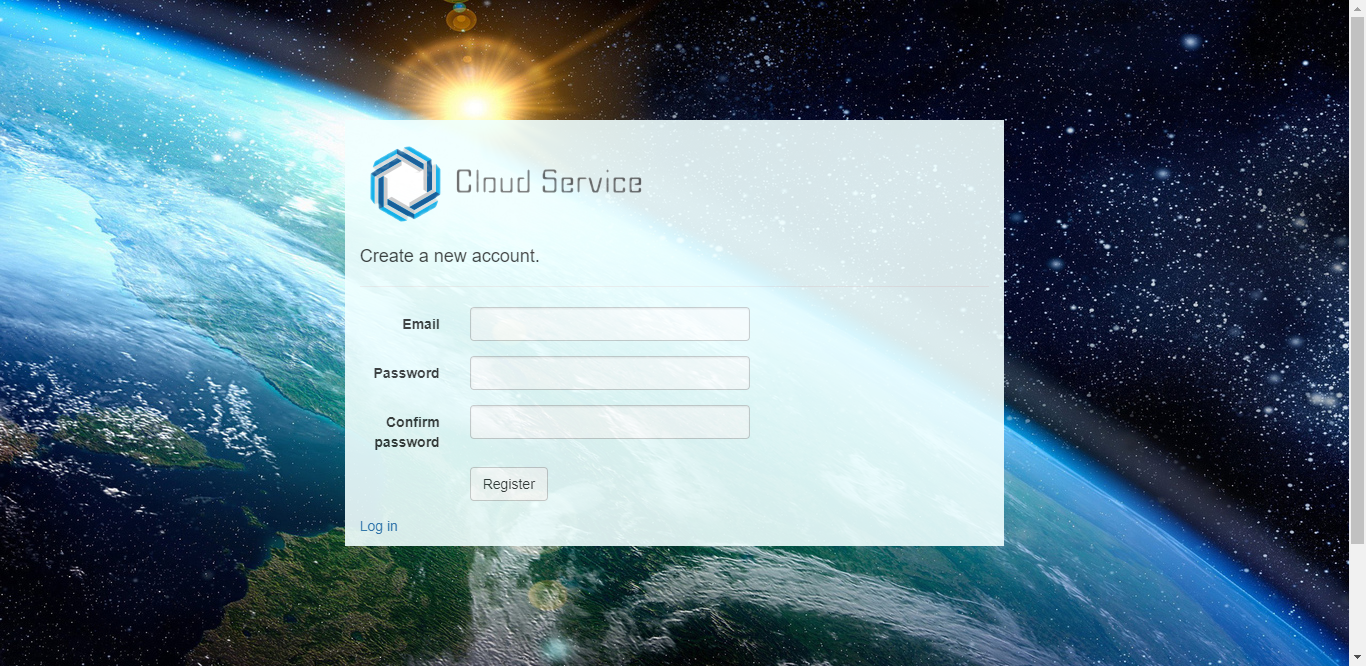 Cloud Service
Create a new account.
Email
Password
Confirm
password
Register
Log in